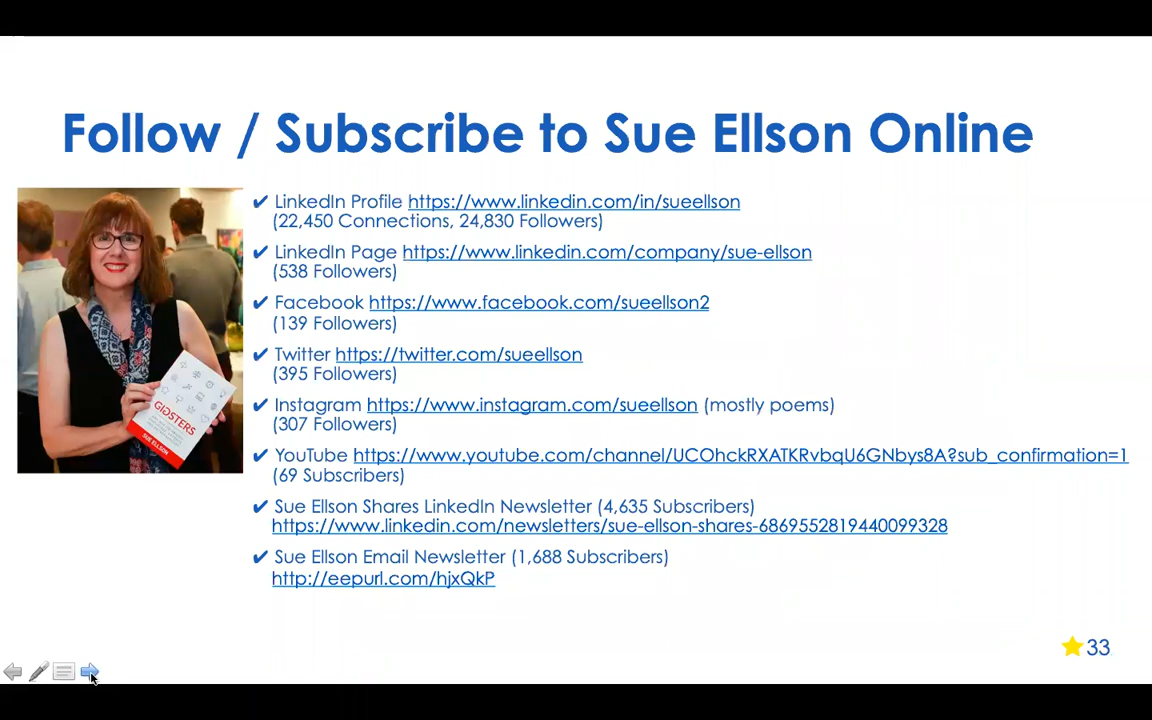 Follow / Subscribe to Sue Ellson Online
✔ LinkedIn Profile https://www.linkedin.com/in/sueellson
(22,450 Connections, 24,830 Followers)
✔ LinkedIn Page https://www.linkedin.com/company/sue-ellson
(538 Followers)
✔ Facebook https://www.facebook.com/sueellson2
(139 Followers)
✔ Twitter https://twitter.com/sueellson
(395 Followers)
✔ Instagram https://www.instagram.com/sueellson (mostly poems)
(307 Followers)
✔ YouTube https://www.youtube.com/channel/UCOhckRXATKRvbqU6GNbys8A?sub_confirmation=1
(69 Subscribers)
✔ Sue Ellson Shares LinkedIn Newsletter (4,635 Subscribers)
https://www.linkedin.com/newsletters/sue-ellson-shares-6869552819440099328
✔ Sue Ellson Email Newsletter (1,688 Subscribers)
http://eepurl.com/hjxQkP
GIGSTERS
SUE ELLSON
33